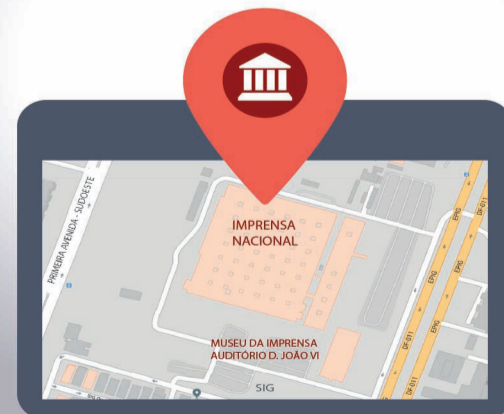 IMPRENSA
NACIONAL
PRIMEIRA AVENIDA - SUDOESTE
EPIG
DF-011
EPIG
DF-011
EPIG
DF-011
EPIG
MUSEU DA IMPRENSA
AUDITÓRIO D. JOÃO VI
SIG